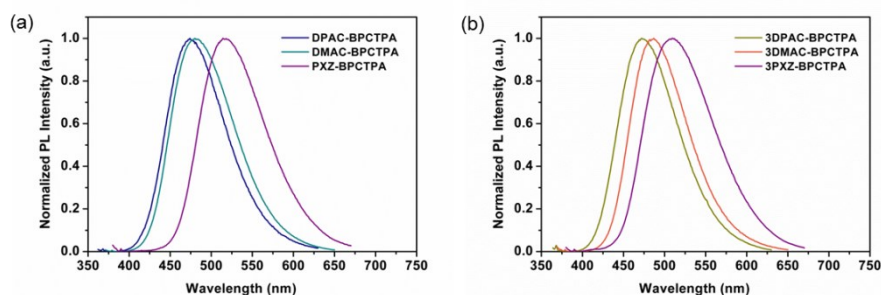 (a)
Normalized PL Intensity (a.u.)
1.0
0.8
0.6
0.4
0.2
0.0
350 400 450 500 550 600 650 700 750
Wavelength (nm)
DPAC-BPCTPA
DMAC-BPCTPA
PXZ-BPCTPA
(b)
Normalized PL Intensity (a.u.)
1.0
0.8
0.6
0.4
0.2
0.0
350 400 450 500 550 600 650 700 750
Wavelength (nm)
3DPAC-BPCTPA
3DMAC-BPCTPA
3PXZ-BPCTPA